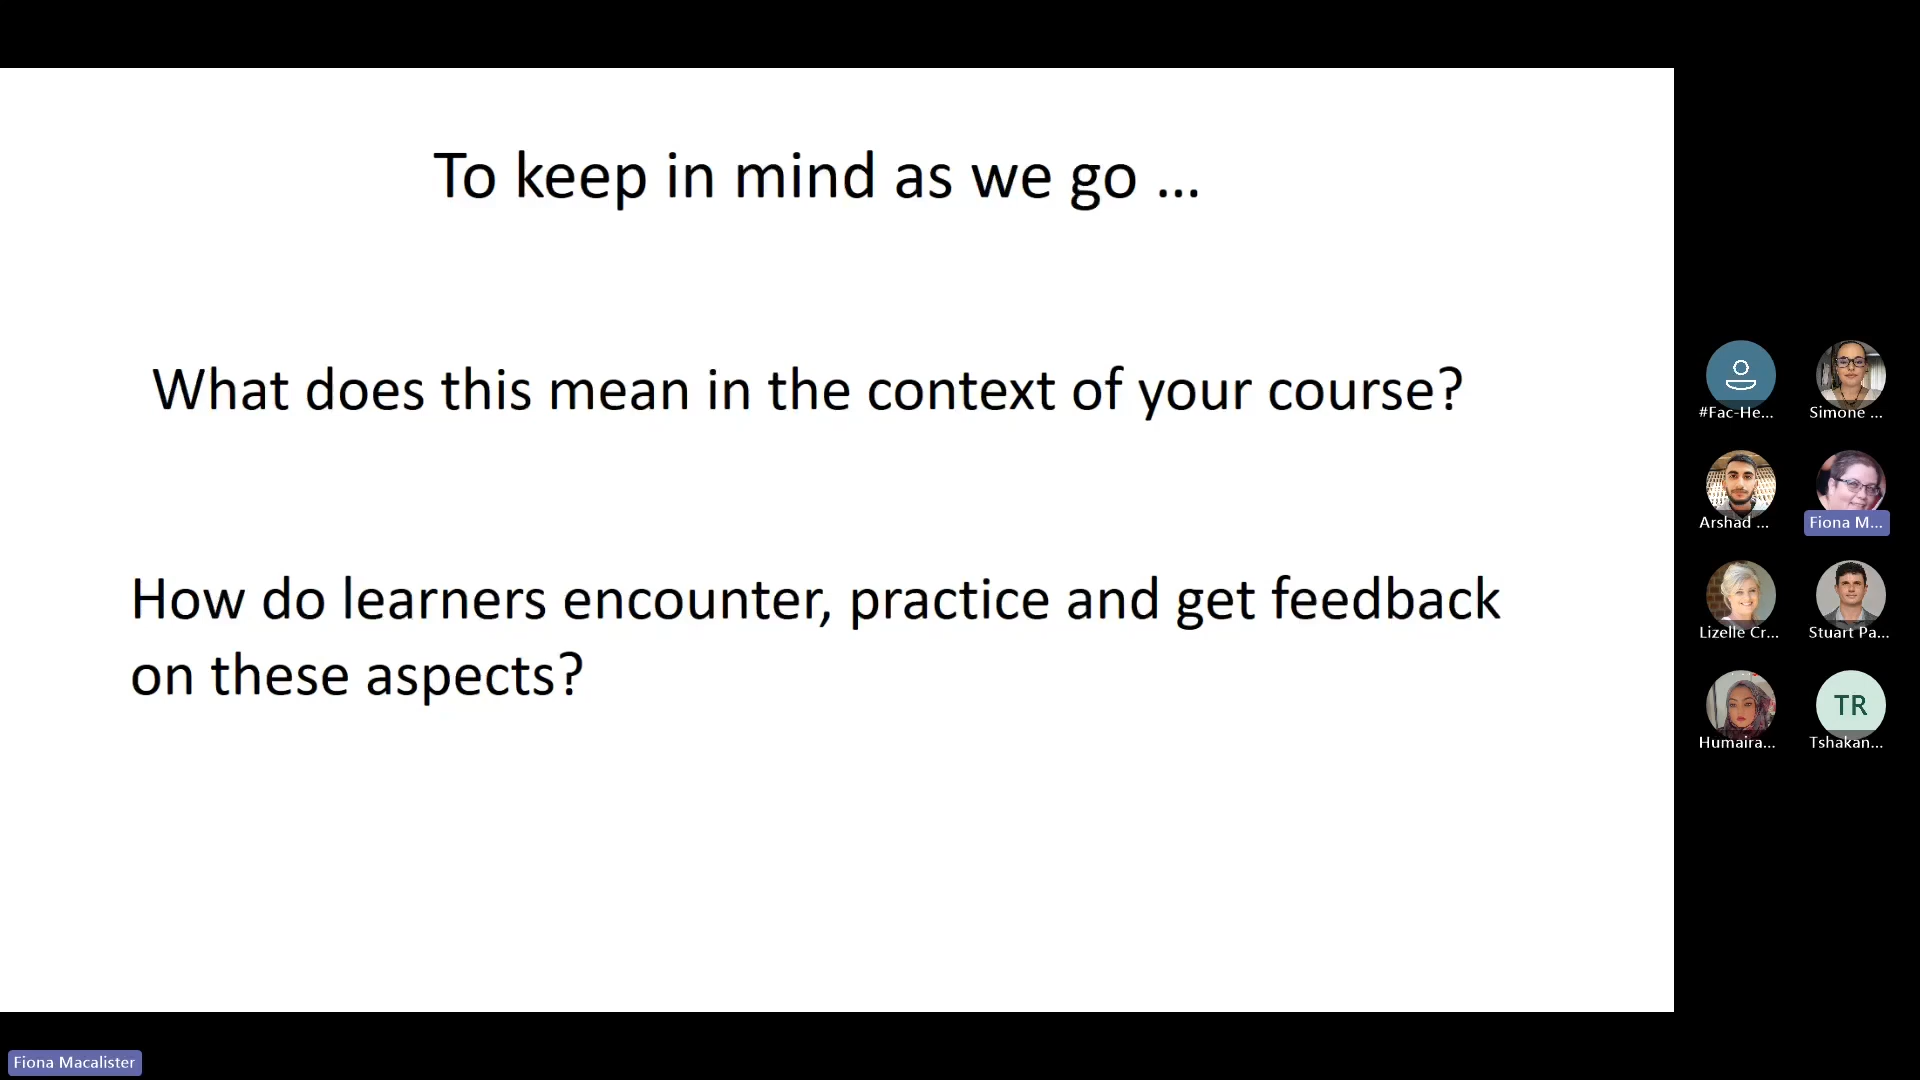 To keep in mind as we go ...
What does this mean in the context of your course?
How do learners encounter, practice and get feedback
on these aspects?
#Fac-He...
Simone ...
Arshad ...
Fiona M...
Lizelle Cr...
Stuart Pa...
Humaira...
TR
Tshakan...
Fiona Macalister